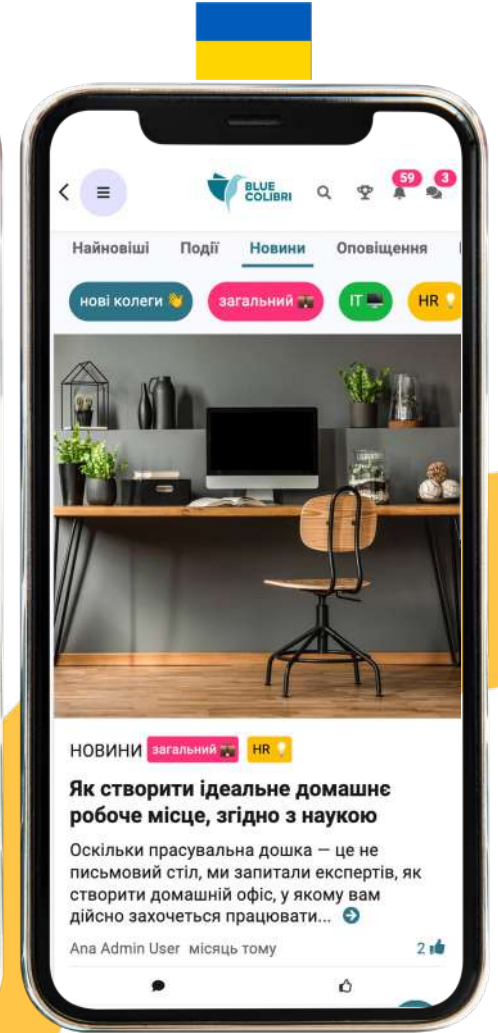 BLUE
COLIBRI
59
3
Найновіші Події Новини Оповіщення
нові колеги 👋 загальний IT 🖥️ HR 💡
НОВИНИ загальний HR 💡
Як створити ідеальне домашнє
робоче місце, згідно з наукою
Оскільки прасувальна дошка — це не
письмовий стіл, ми запитали експертів, як
створити домашній офіс, у якому вам
дійсно захочеться працювати...
Ana Admin User місяць тому 2